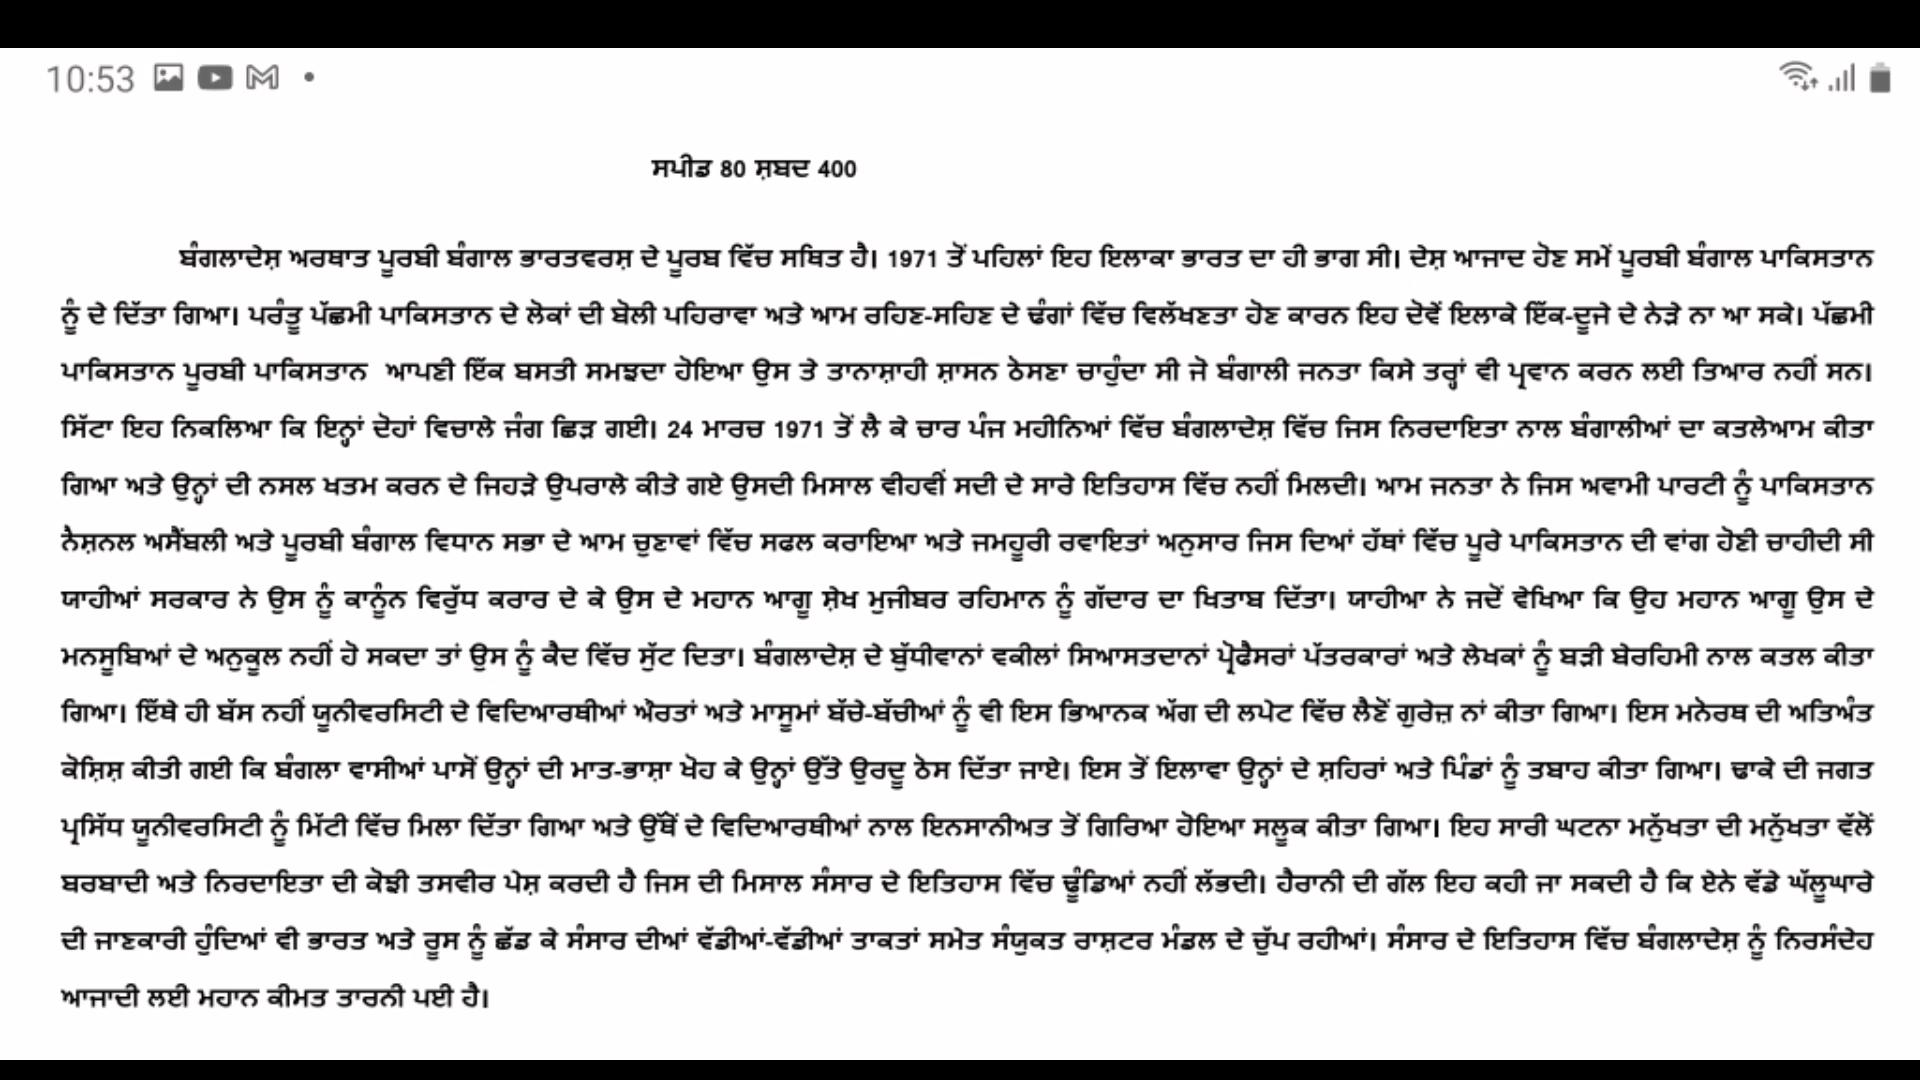 10:53
ਸਪੀਡ 80 ਸ਼ਬਦ 400
ਬੰਗਲਾਦੇਸ਼ ਅਰਥਾਤ ਪੂਰਬੀ ਬੰਗਾਲ ਭਾਰਤਵਰਸ਼ ਦੇ ਪੂਰਬ ਵਿੱਚ ਸਥਿਤ ਹੈ। 1971 ਤੋਂ ਪਹਿਲਾਂ ਇਹ ਇਲਾਕਾ ਭਾਰਤ ਦਾ ਹੀ ਭਾਗ ਸੀ। ਦੇਸ਼ ਆਜਾਦ ਹੋਣ ਸਮੇਂ ਪੂਰਬੀ ਬੰਗਾਲ ਪਾਕਿਸਤਾਨ
ਨੂੰ ਦੇ ਦਿੱਤਾ ਗਿਆ। ਪਰੰਤੂ ਪੱਛਮੀ ਪਾਕਿਸਤਾਨ ਦੇ ਲੋਕਾਂ ਦੀ ਬੋਲੀ ਪਹਿਰਾਵਾ ਅਤੇ ਆਮ ਰਹਿਣ-ਸਹਿਣ ਦੇ ਢੰਗਾਂ ਵਿੱਚ ਵਿਲੱਖਣਤਾ ਹੋਣ ਕਾਰਨ ਇਹ ਦੋਵੇਂ ਇਲਾਕੇ ਇੱਕ-ਦੂਜੇ ਦੇ ਨੇੜੇ ਨਾ ਆ ਸਕੇ। ਪੱਛਮੀ
ਪਾਕਿਸਤਾਨ ਪੂਰਬੀ ਪਾਕਿਸਤਾਨ ਆਪਣੀ ਇੱਕ ਬਸਤੀ ਸਮਝਦਾ ਹੋਇਆ ਉਸ ਤੇ ਤਾਨਾਸ਼ਾਹੀ ਸ਼ਾਸਨ ਠੋਸਣਾ ਚਾਹੁੰਦਾ ਸੀ ਜੋ ਬੰਗਾਲੀ ਜਨਤਾ ਕਿਸੇ ਤਰ੍ਹਾਂ ਵੀ ਪ੍ਰਵਾਨ ਕਰਨ ਲਈ ਤਿਆਰ ਨਹੀਂ ਸਨ।
ਸਿੱਟਾ ਇਹ ਨਿਕਲਿਆ ਕਿ ਇਨ੍ਹਾਂ ਦੋਹਾਂ ਵਿਚਾਲੇ ਜੰਗ ਛਿੜ ਗਈ। 24 ਮਾਰਚ 1971 ਤੋਂ ਲੈ ਕੇ ਚਾਰ ਪੰਜ ਮਹੀਨਿਆਂ ਵਿੱਚ ਬੰਗਲਾਦੇਸ਼ ਵਿੱਚ ਜਿਸ ਨਿਰਦਾਇਤਾ ਨਾਲ ਬੰਗਾਲੀਆਂ ਦਾ ਕਤਲੇਆਮ ਕੀਤਾ
ਗਿਆ ਅਤੇ ਉਨ੍ਹਾਂ ਦੀ ਨਸਲ ਖਤਮ ਕਰਨ ਦੇ ਜਿਹੜੇ ਉਪਰਾਲੇ ਕੀਤੇ ਗਏ ਉਸਦੀ ਮਿਸਾਲ ਵੀਹਵੀਂ ਸਦੀ ਦੇ ਸਾਰੇ ਇਤਿਹਾਸ ਵਿੱਚ ਨਹੀਂ ਮਿਲਦੀ। ਆਮ ਜਨਤਾ ਨੇ ਜਿਸ ਅਵਾਮੀ ਪਾਰਟੀ ਨੂੰ ਪਾਕਿਸਤਾਨ
ਨੈਸ਼ਨਲ ਅਸੈਂਬਲੀ ਅਤੇ ਪੂਰਬੀ ਬੰਗਾਲ ਵਿਧਾਨ ਸਭਾ ਦੇ ਆਮ ਚੁਣਾਵਾਂ ਵਿੱਚ ਸਫਲ ਕਰਾਇਆ ਅਤੇ ਜਮਹੂਰੀ ਰਵਾਇਤਾਂ ਅਨੁਸਾਰ ਜਿਸ ਦਿਆਂ ਹੱਥਾਂ ਵਿੱਚ ਪੂਰੇ ਪਾਕਿਸਤਾਨ ਦੀ ਵਾਂਗ ਹੋਣੀ ਚਾਹੀਦੀ ਸੀ
ਯਾਹੀਆਂ ਸਰਕਾਰ ਨੇ ਉਸ ਨੂੰ ਕਾਨੂੰਨ ਵਿਰੁੱਧ ਕਰਾਰ ਦੇ ਕੇ ਉਸ ਦੇ ਮਹਾਨ ਆਗੂ ਸ਼ੇਖ ਮੁਜੀਬਰ ਰਹਿਮਾਨ ਨੂੰ ਗੱਦਾਰ ਦਾ ਖਿਤਾਬ ਦਿੱਤਾ। ਯਾਹੀਆ ਨੇ ਜਦੋਂ ਵੇਖਿਆ ਕਿ ਉਹ ਮਹਾਨ ਆਗੂ ਉਸ ਦੇ
ਮਨਸੂਬਿਆਂ ਦੇ ਅਨੁਕੂਲ ਨਹੀਂ ਹੋ ਸਕਦਾ ਤਾਂ ਉਸ ਨੂੰ ਕੈਦ ਵਿੱਚ ਸੁੱਟ ਦਿਤਾ। ਬੰਗਲਾਦੇਸ਼ ਦੇ ਬੁੱਧੀਵਾਨਾਂ ਵਕੀਲਾਂ ਸਿਆਸਤਦਾਨਾਂ ਪ੍ਰੋਫੈਸਰਾਂ ਪੱਤਰਕਾਰਾਂ ਅਤੇ ਲੇਖਕਾਂ ਨੂੰ ਬੜੀ ਬੇਰਹਿਮੀ ਨਾਲ ਕਤਲ ਕੀਤਾ
ਗਿਆ। ਇੱਥੇ ਹੀ ਬੱਸ ਨਹੀਂ ਯੂਨੀਵਰਸਿਟੀ ਦੇ ਵਿਦਿਆਰਥੀਆਂ ਔਰਤਾਂ ਅਤੇ ਮਾਸੂਮਾਂ ਬੱਚੇ-ਬੱਚੀਆਂ ਨੂੰ ਵੀ ਇਸ ਭਿਆਨਕ ਅੱਗ ਦੀ ਲਪੇਟ ਵਿੱਚ ਲੈਣੋਂ ਗੁਰੇਜ਼ ਨਾਂ ਕੀਤਾ ਗਿਆ। ਇਸ ਮਨੋਰਥ ਦੀ ਅਤਿਅੰਤ
ਕੋਸ਼ਿਸ਼ ਕੀਤੀ ਗਈ ਕਿ ਬੰਗਲਾ ਵਾਸੀਆਂ ਪਾਸੋਂ ਉਨ੍ਹਾਂ ਦੀ ਮਾਤ-ਭਾਸ਼ਾ ਖੋਹ ਕੇ ਉਨ੍ਹਾਂ ਉੱਤੇ ਉਰਦੂ ਠੋਸ ਦਿੱਤਾ ਜਾਏ। ਇਸ ਤੋਂ ਇਲਾਵਾ ਉਨ੍ਹਾਂ ਦੇ ਸ਼ਹਿਰਾਂ ਅਤੇ ਪਿੰਡਾਂ ਨੂੰ ਤਬਾਹ ਕੀਤਾ ਗਿਆ। ਢਾਕੇ ਦੀ ਜਗਤ
ਪ੍ਰਸਿੱਧ ਯੂਨੀਵਰਸਿਟੀ ਨੂੰ ਮਿੱਟੀ ਵਿੱਚ ਮਿਲਾ ਦਿੱਤਾ ਗਿਆ ਅਤੇ ਉੱਥੋਂ ਦੇ ਵਿਦਿਆਰਥੀਆਂ ਨਾਲ ਇਨਸਾਨੀਅਤ ਤੋਂ ਗਿਰਿਆ ਹੋਇਆ ਸਲੂਕ ਕੀਤਾ ਗਿਆ। ਇਹ ਸਾਰੀ ਘਟਨਾ ਮਨੁੱਖਤਾ ਦੀ ਮਨੁੱਖਤਾ ਵੱਲੋਂ
ਬਰਬਾਦੀ ਅਤੇ ਨਿਰਦਾਇਤਾ ਦੀ ਕੋਝੀ ਤਸਵੀਰ ਪੇਸ਼ ਕਰਦੀ ਹੈ ਜਿਸ ਦੀ ਮਿਸਾਲ ਸੰਸਾਰ ਦੇ ਇਤਿਹਾਸ ਵਿੱਚ ਢੂੰਡਿਆਂ ਨਹੀਂ ਲੱਭਦੀ। ਹੈਰਾਨੀ ਦੀ ਗੱਲ ਇਹ ਕਹੀ ਜਾ ਸਕਦੀ ਹੈ ਕਿ ਏਨੇ ਵੱਡੇ ਘੱਲੂਘਾਰੇ
ਦੀ ਜਾਣਕਾਰੀ ਹੁੰਦਿਆਂ ਵੀ ਭਾਰਤ ਅਤੇ ਰੂਸ ਨੂੰ ਛੱਡ ਕੇ ਸੰਸਾਰ ਦੀਆਂ ਵੱਡੀਆਂ-ਵੱਡੀਆਂ ਤਾਕਤਾਂ ਸਮੇਤ ਸੰਯੁਕਤ ਰਾਸ਼ਟਰ ਮੰਡਲ ਦੇ ਚੁੱਪ ਰਹੀਆਂ। ਸੰਸਾਰ ਦੇ ਇਤਿਹਾਸ ਵਿੱਚ ਬੰਗਲਾਦੇਸ਼ ਨੂੰ ਨਿਰਸੰਦੇਹ
ਆਜਾਦੀ ਲਈ ਮਹਾਨ ਕੀਮਤ ਤਾਰਨੀ ਪਈ ਹੈ।